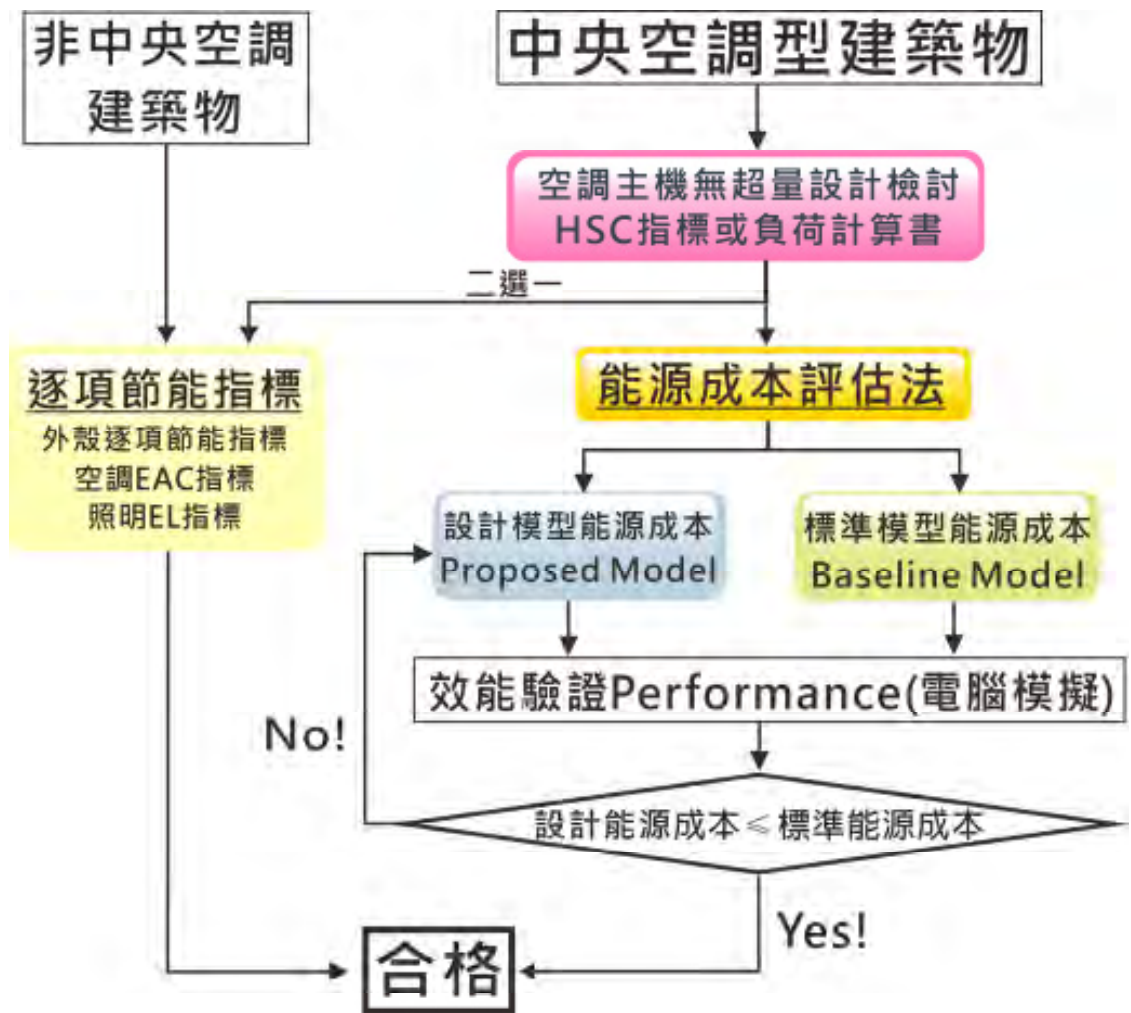 非中央空調
建築物
中央空調型建築物
空調主機無超量設計檢討
HSC指標或負荷計算書
二選一
逐項節能指標
外殼逐項節能指標
空調EAC指標
照明EL指標
能源成本評估法
設計模型能源成本
Proposed Model
標準模型能源成本
Baseline Model
效能驗證Performance(電腦模擬)
No!
設計能源成本≤標準能源成本
Yes!
合格